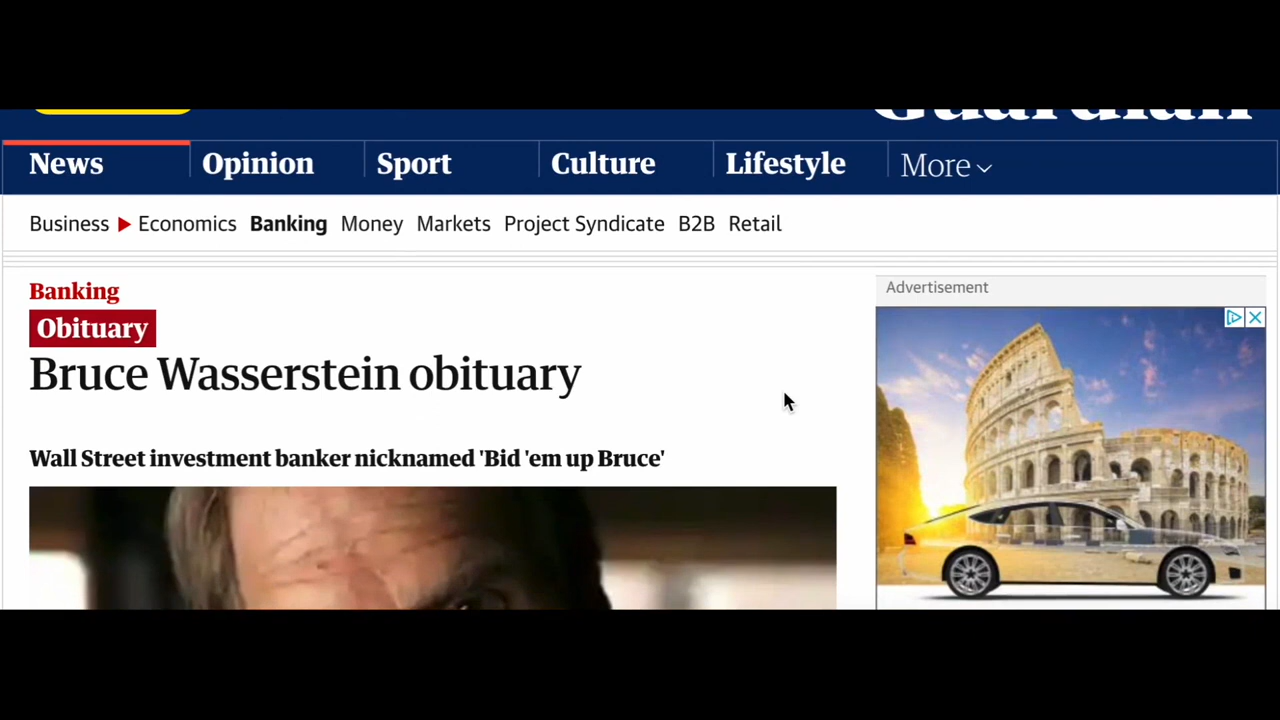 Guardian
News Opinion Sport Culture Lifestyle More
Business Economics Banking Money Markets Project Syndicate B2B Retail
Banking
Advertisement
Obituary
Bruce Wasserstein obituary
Wall Street investment banker nicknamed 'Bid 'em up Bruce'